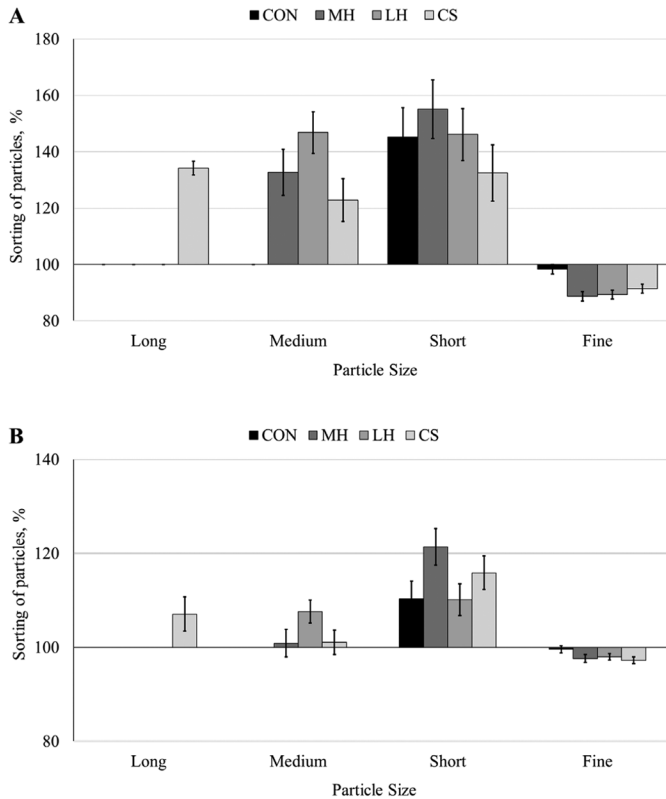 A
CON MH LH CS
180
160
140
120
100
80
Sorting of particles, %
Long Medium Short Fine
Particle Size
B
CON MH LH CS
140
120
100
80
Sorting of particles, %
Long Medium Short Fine
Particle Size